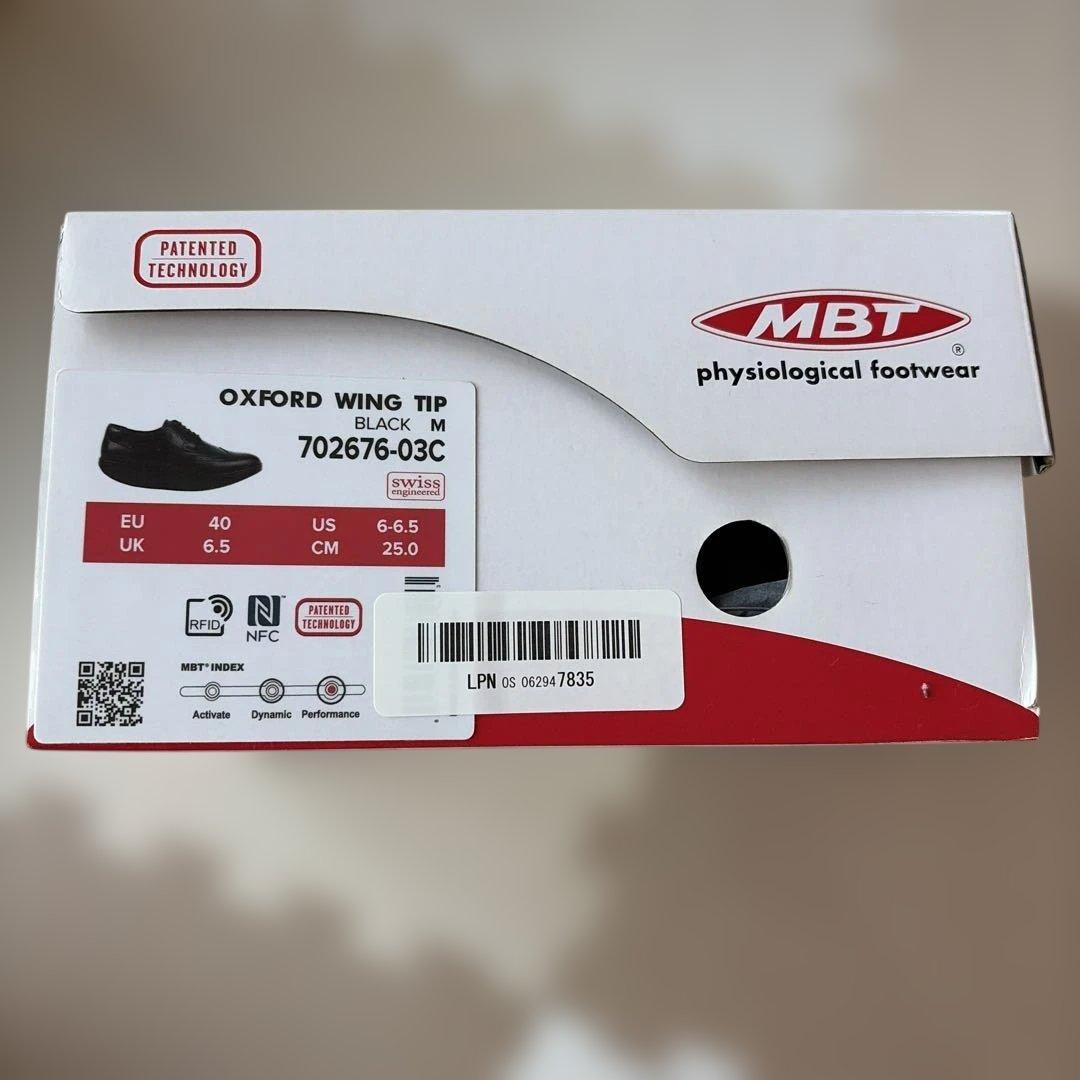 PATENTED
TECHNOLOGY
MBT
®
physiological footwear
OXFORD WING TIP
BLACK M
702676-03C
swiss
engineered
EU 40 US 6-6.5
UK 6.5 CM 25.0
RFID
NFC
PATENTED
TECHNOLOGY
MBT® INDEX
Activate Dynamic Performance
LPN OS 062947835